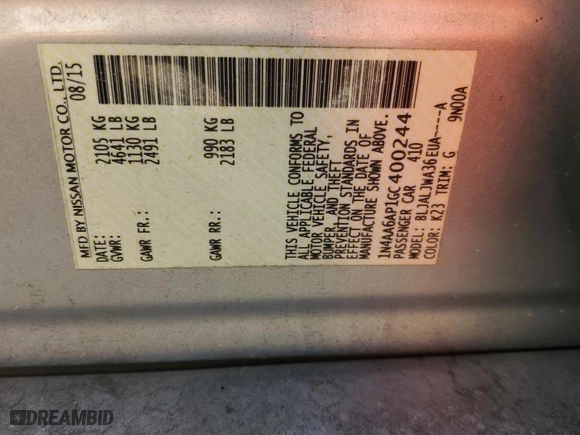 MFD BY NISSAN MOTOR CO., LTD.
08/15
GVWR: 2105 KG
4641 LB
GAWR FR.: 1130 KG
2491 LB
GAWR RR: 990 KG
2183 LB
THIS VEHICLE CONFORMS TO
ALL APPLICABLE FEDERAL
MOTOR VEHICLE SAFETY,
BUMPER, AND THEFT
PREVENTION STANDARDS IN
EFFECT ON THE DATE OF
MANUFACTURE SHOWN ABOVE.
1N4AA6AP1GC400244
PASSENGER CAR 410
MODEL: BLJALJWA36EUA----A
COLOR: K23 TRIM: G 9N00A
DREAMBID